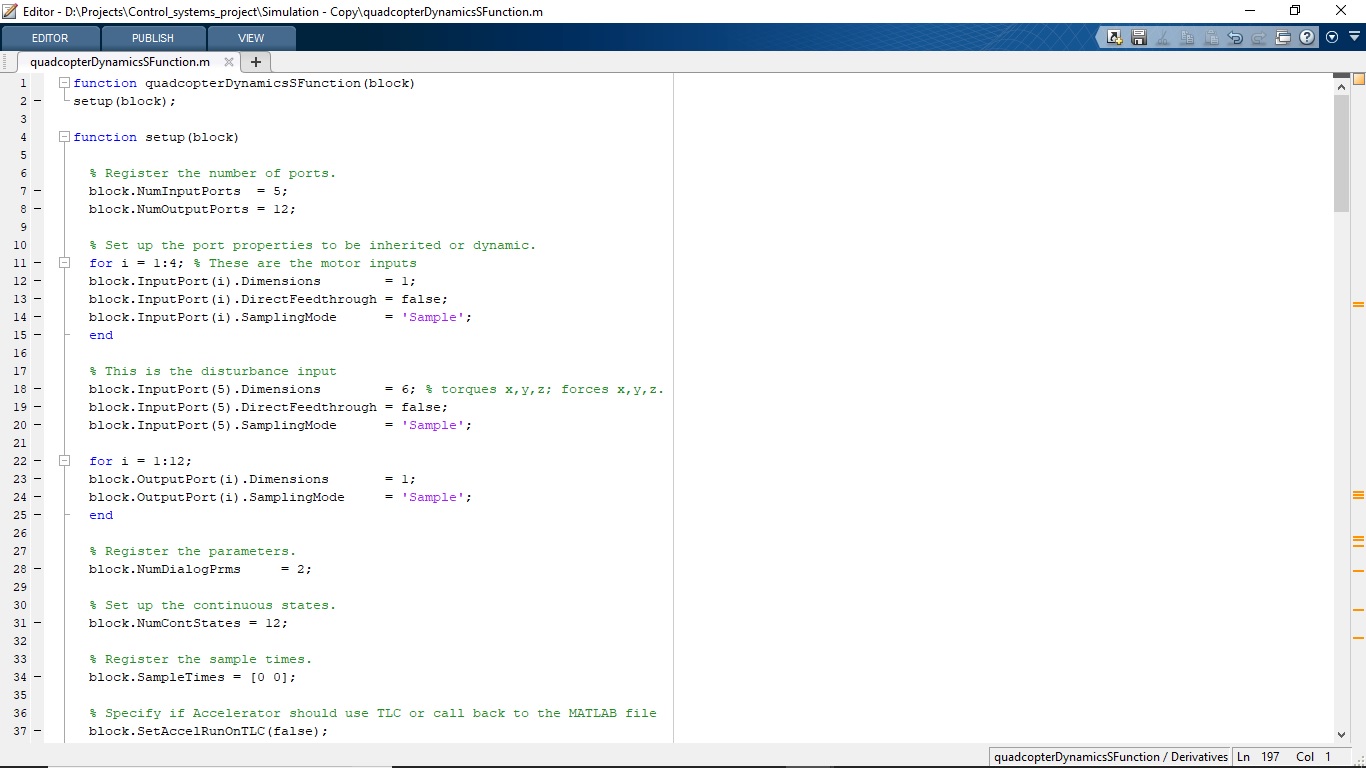 Editor - D:\Projects\Control_systems_project\Simulation - Copy\quadcopterDynamicsSFunction.m
EDITOR PUBLISH VIEW
quadcopterDynamicsSFunction.m
1 function quadcopterDynamicsSFunction(block)
2 setup(block);
3
4 function setup(block)
5
6 % Register the number of ports.
7 block.NumInputPorts  = 5;
8 block.NumOutputPorts = 12;
9
10 % Set up the port properties to be inherited or dynamic.
11 for i = 1:4; % These are the motor inputs
12 block.InputPort(i).Dimensions        = 1;
13 block.InputPort(i).DirectFeedthrough = false;
14 block.InputPort(i).SamplingMode      = 'Sample';
15 end
16
17 % This is the disturbance input
18 block.InputPort(5).Dimensions        = 6; % torques x,y,z; forces x,y,z.
19 block.InputPort(5).DirectFeedthrough = false;
20 block.InputPort(5).SamplingMode      = 'Sample';
21
22 for i = 1:12;
23 block.OutputPort(i).Dimensions       = 1;
24 block.OutputPort(i).SamplingMode     = 'Sample';
25 end
26
27 % Register the parameters.
28 block.NumDialogPrms     = 2;
29
30 % Set up the continuous states.
31 block.NumContStates = 12;
32
33 % Register the sample times.
34 block.SampleTimes = [0 0];
35
36 % Specify if Accelerator should use TLC or call back to the MATLAB file
37 block.SetAccelRunOnTLC(false);
quadcopterDynamicsSFunction / Derivatives Ln 197 Col 1